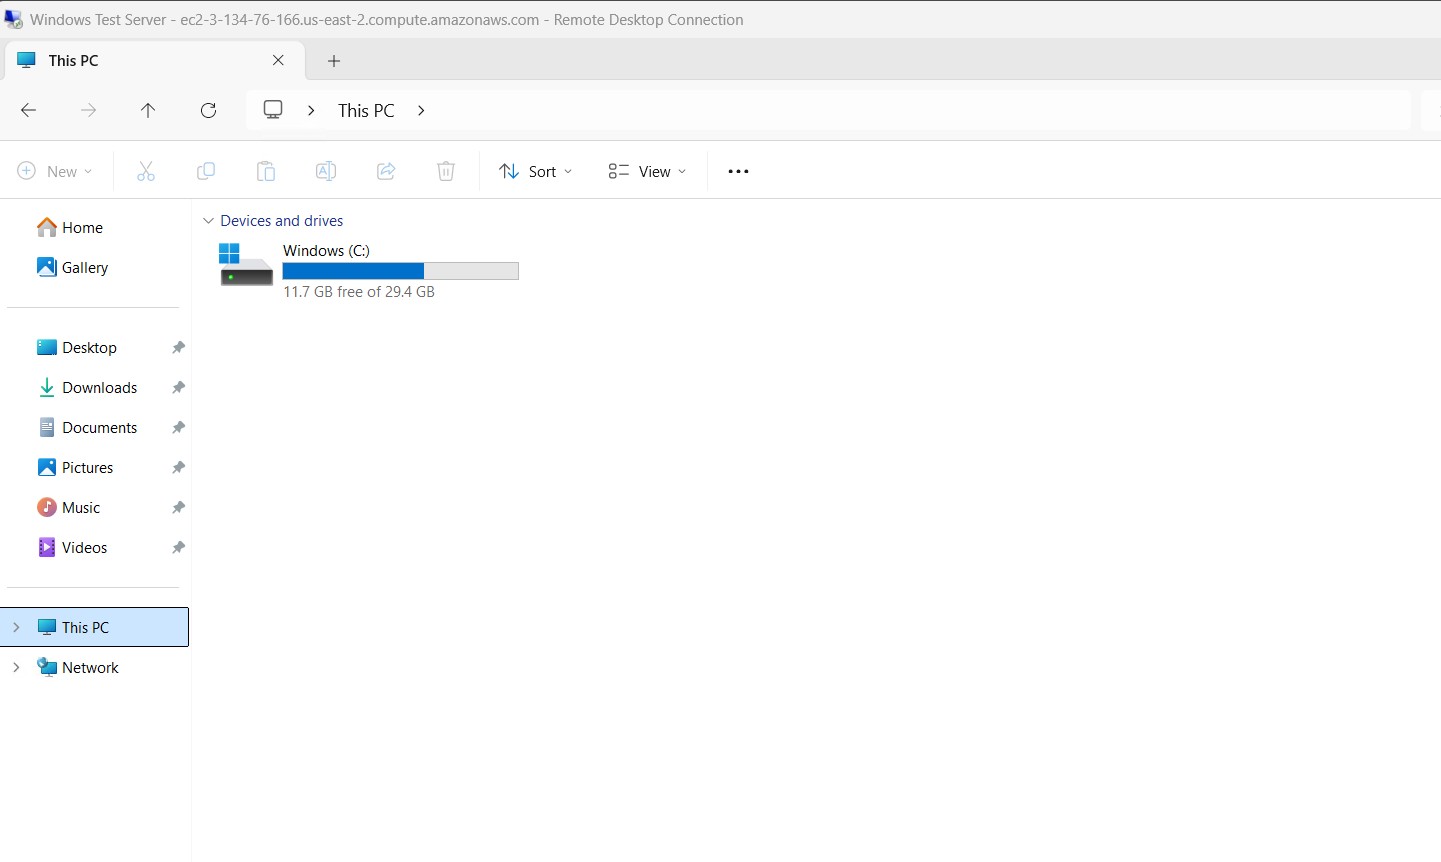 Windows Test Server - ec2-3-134-76-166.us-east-2.compute.amazonaws.com - Remote Desktop Connection
This PC
This PC
New
Sort
View
Home
Gallery
Desktop
Downloads
Documents
Pictures
Music
Videos
This PC
Network
Devices and drives
Windows (C:)
11.7 GB free of 29.4 GB